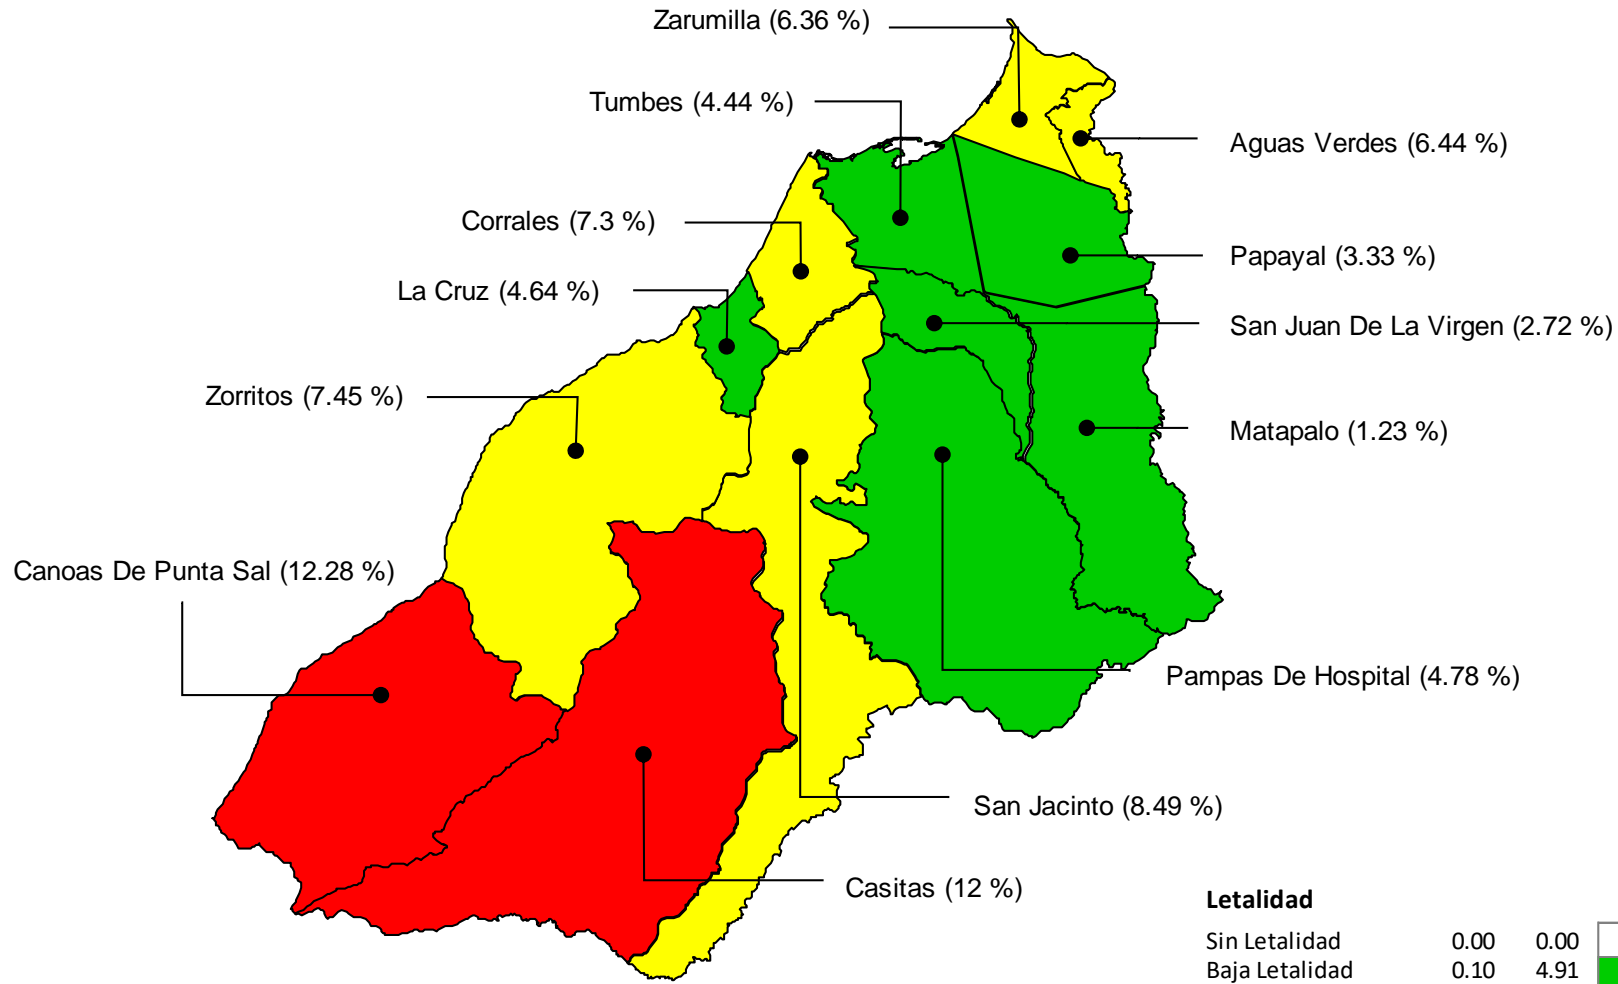 Zarumilla (6.36 %)
Tumbes (4.44 %)
Aguas Verdes (6.44 %)
Corrales (7.3 %)
Papayal (3.33 %)
La Cruz (4.64 %)
San Juan De La Virgen (2.72 %)
Zorritos (7.45 %)
Matapalo (1.23 %)
Canoas De Punta Sal (12.28 %)
Pampas De Hospital (4.78 %)
San Jacinto (8.49 %)
Casitas (12 %)
Letalidad
Sin Letalidad 0.00 0.00
Baja Letalidad 0.10 4.91